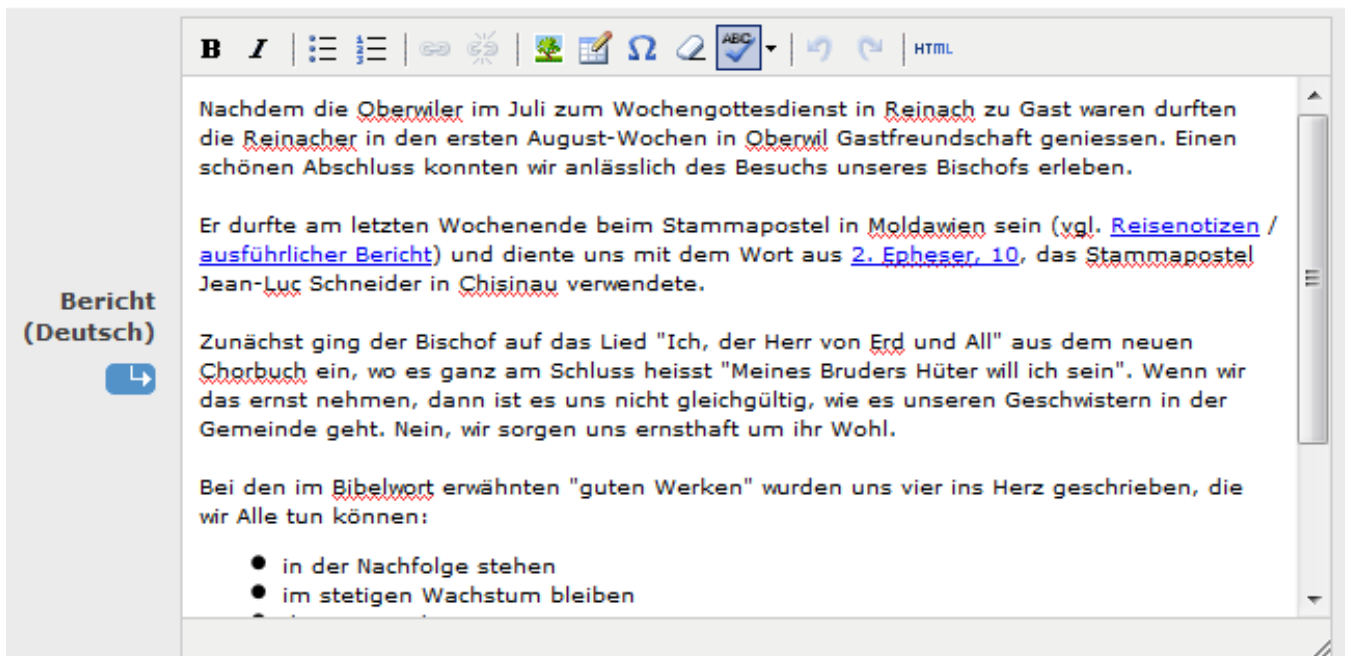 B I ABC HTML
Nachdem die Oberwiler im Juli zum Wochengottesdienst in Reinach zu Gast waren durften
die Reinacher in den ersten August-Wochen in Oberwil Gastfreundschaft geniessen. Einen
schönen Abschluss konnten wir anlässlich des Besuchs unseres Bischofs erleben.
Er durfte am letzten Wochenende beim Stammapostel in Moldawien sein (vgl. Reisenotizen /
ausführlicher Bericht) und diente uns mit dem Wort aus 2. Epheser, 10, das Stammapostel
Jean-Luc Schneider in Chisinau verwendete.
Bericht
(Deutsch)
Zunächst ging der Bischof auf das Lied "Ich, der Herr von Erd und All" aus dem neuen
Chorbuch ein, wo es ganz am Schluss heisst "Meines Bruders Hüter will ich sein". Wenn wir
das ernst nehmen, dann ist es uns nicht gleichgültig, wie es unseren Geschwistern in der
Gemeinde geht. Nein, wir sorgen uns ernsthaft um ihr Wohl.
Bei den im Bibelwort erwähnten "guten Werken" wurden uns vier ins Herz geschrieben, die
wir Alle tun können:
● in der Nachfolge stehen
● im stetigen Wachstum bleiben